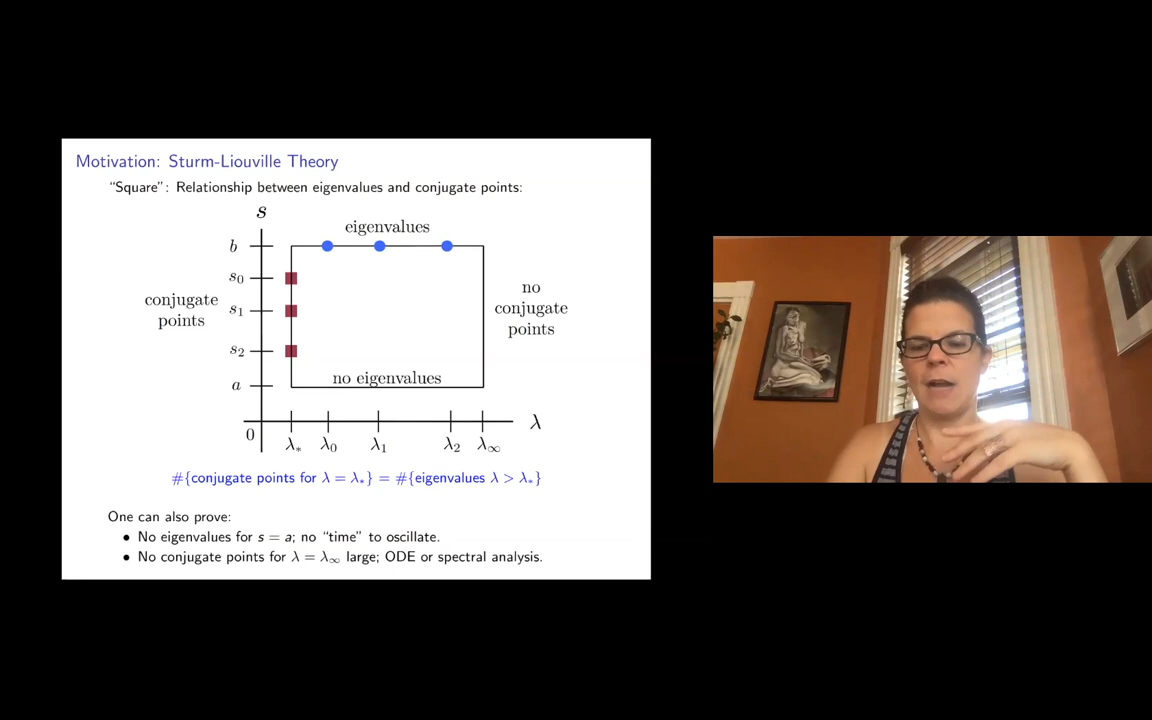 Motivation: Sturm-Liouville Theory
“Square”: Relationship between eigenvalues and conjugate points:
s
eigenvalues
b
s₀
conjugate
points
s₁
no
conjugate
points
s₂
no eigenvalues
a
0
λ
λ* λ₀ λ₁ λ₂ λ∞
#{conjugate points for λ = λ*} = #{eigenvalues λ > λ*}
One can also prove:
• No eigenvalues for s = a; no “time” to oscillate.
• No conjugate points for λ = λ∞ large; ODE or spectral analysis.